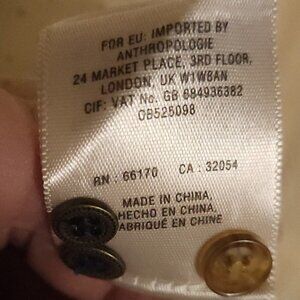 FOR EU: IMPORTED BY
ANTHROPOLOGIE
24 MARKET PLACE, 3RD FLOOR,
LONDON, UK W1W8AN
CIF: VAT No. GB 684936382
OB525098
RN : 66170 CA : 32054
MADE IN CHINA,
HECHO EN CHINA,
FABRIQUÉ EN CHINE